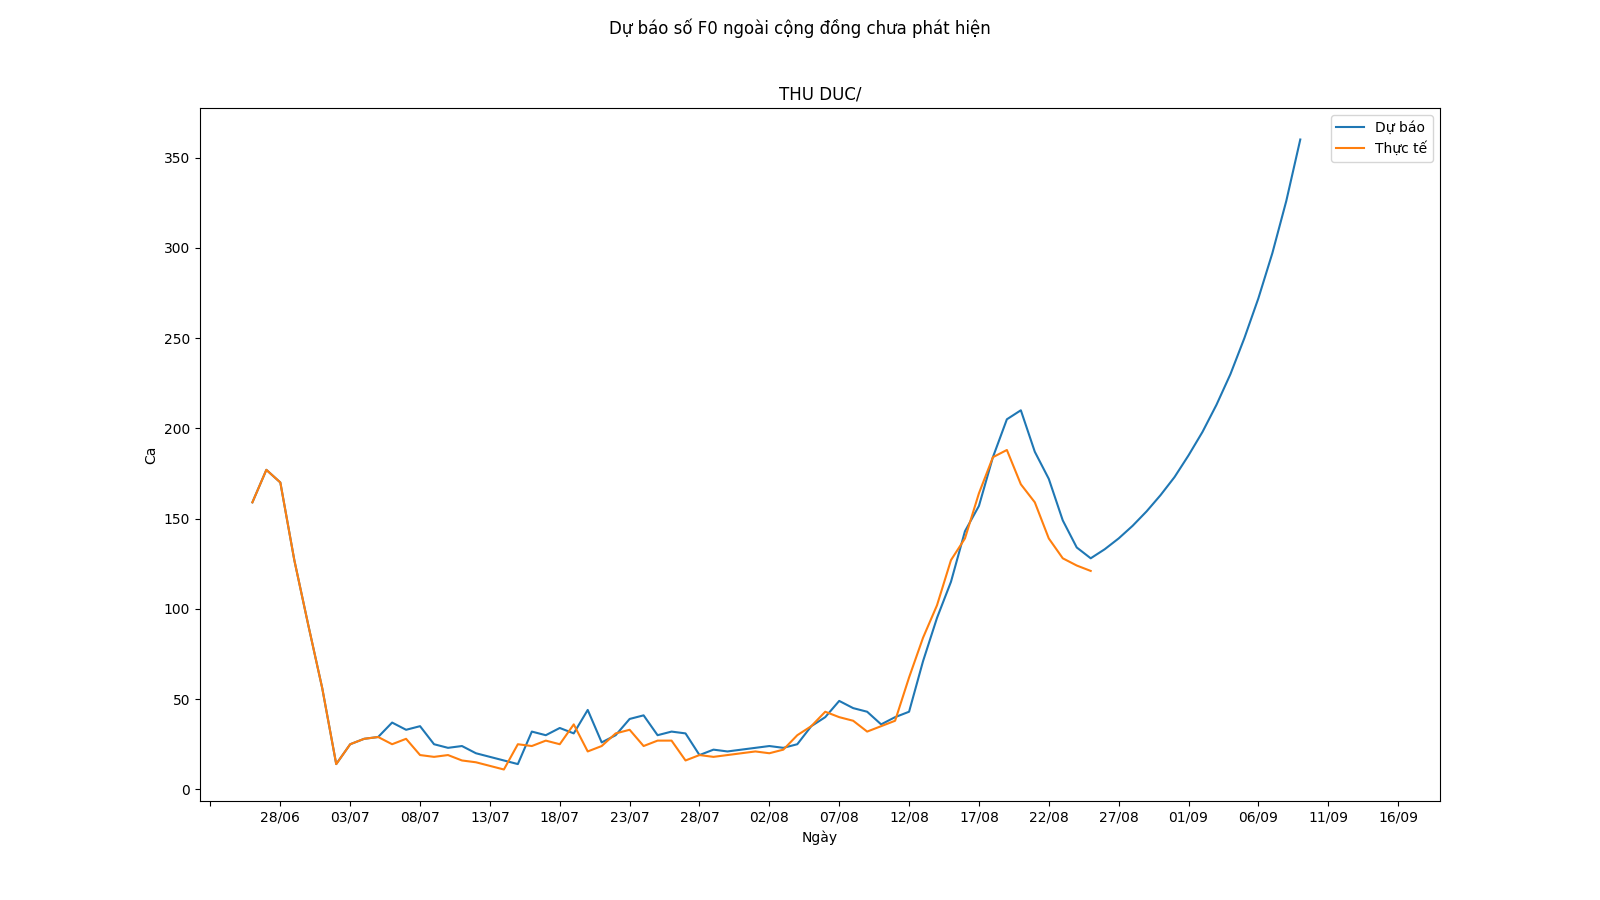 Dự báo số F0 ngoài cộng đồng chưa phát hiện
THU DUC/
Dự báo
Thực tế
350
300
250
200
150
100
50
0
Ca
28/06 03/07 08/07 13/07 18/07 23/07 28/07 02/08 07/08 12/08 17/08 22/08 27/08 01/09 06/09 11/09 16/09
Ngày